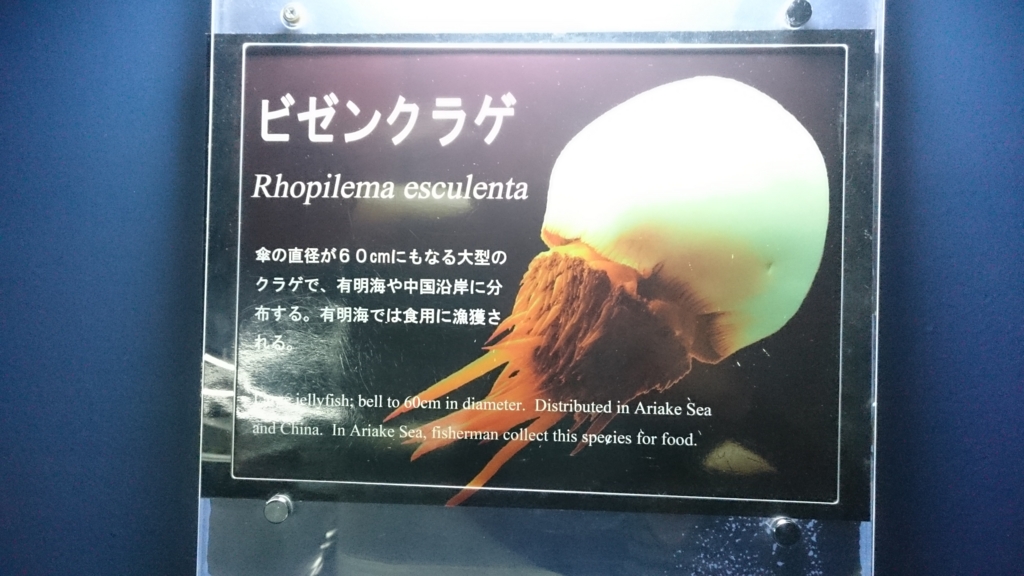 ビゼンクラゲ
Rhopilema esculenta
傘の直径が６０cmにもなる大型の
クラゲで、有明海や中国沿岸に分
布する。有明海では食用に漁獲さ
れる。
jellyfish; bell to 60cm in diameter. Distributed in Ariake Sea
and China. In Ariake Sea, fisherman collect this species for food.